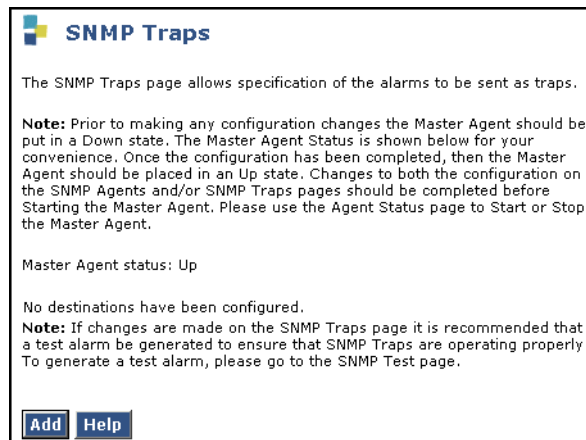 SNMP Traps
The SNMP Traps page allows specification of the alarms to be sent as traps.
Note: Prior to making any configuration changes the Master Agent should be
put in a Down state. The Master Agent Status is shown below for your
convenience. Once the configuration has been completed, then the Master
Agent should be placed in an Up state. Changes to both the configuration on
the SNMP Agents and/or SNMP Traps pages should be completed before
Starting the Master Agent. Please use the Agent Status page to Start or Stop
the Master Agent.
Master Agent status: Up
No destinations have been configured.
Note: If changes are made on the SNMP Traps page it is recommended that
a test alarm be generated to ensure that SNMP Traps are operating properly
To generate a test alarm, please go to the SNMP Test page.
Add Help